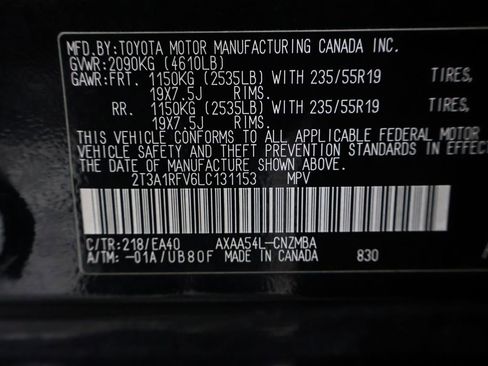 MFD.BY:TOYOTA MOTOR MANUFACTURING CANADA INC.
GVWR:2090KG (4610LB)
GAWR:FRT. 1150KG (2535LB) WITH 235/55R19 TIRES,
19X7.5J RIMS.
RR. 1150KG (2535LB) WITH 235/55R19 TIRES,
19X7.5J RIMS.
THIS VEHICLE CONFORMS TO ALL APPLICABLE FEDERAL MOTOR
VEHICLE SAFETY AND THEFT PREVENTION STANDARDS IN EFFEC
THE DATE OF MANUFACTURE SHOWN ABOVE.
2T3A1RFV6LC131153 MPV
C/TR:218/EA40 AXAA54L-CNZMBA
A/TM: -01A/UB80F MADE IN CANADA 830